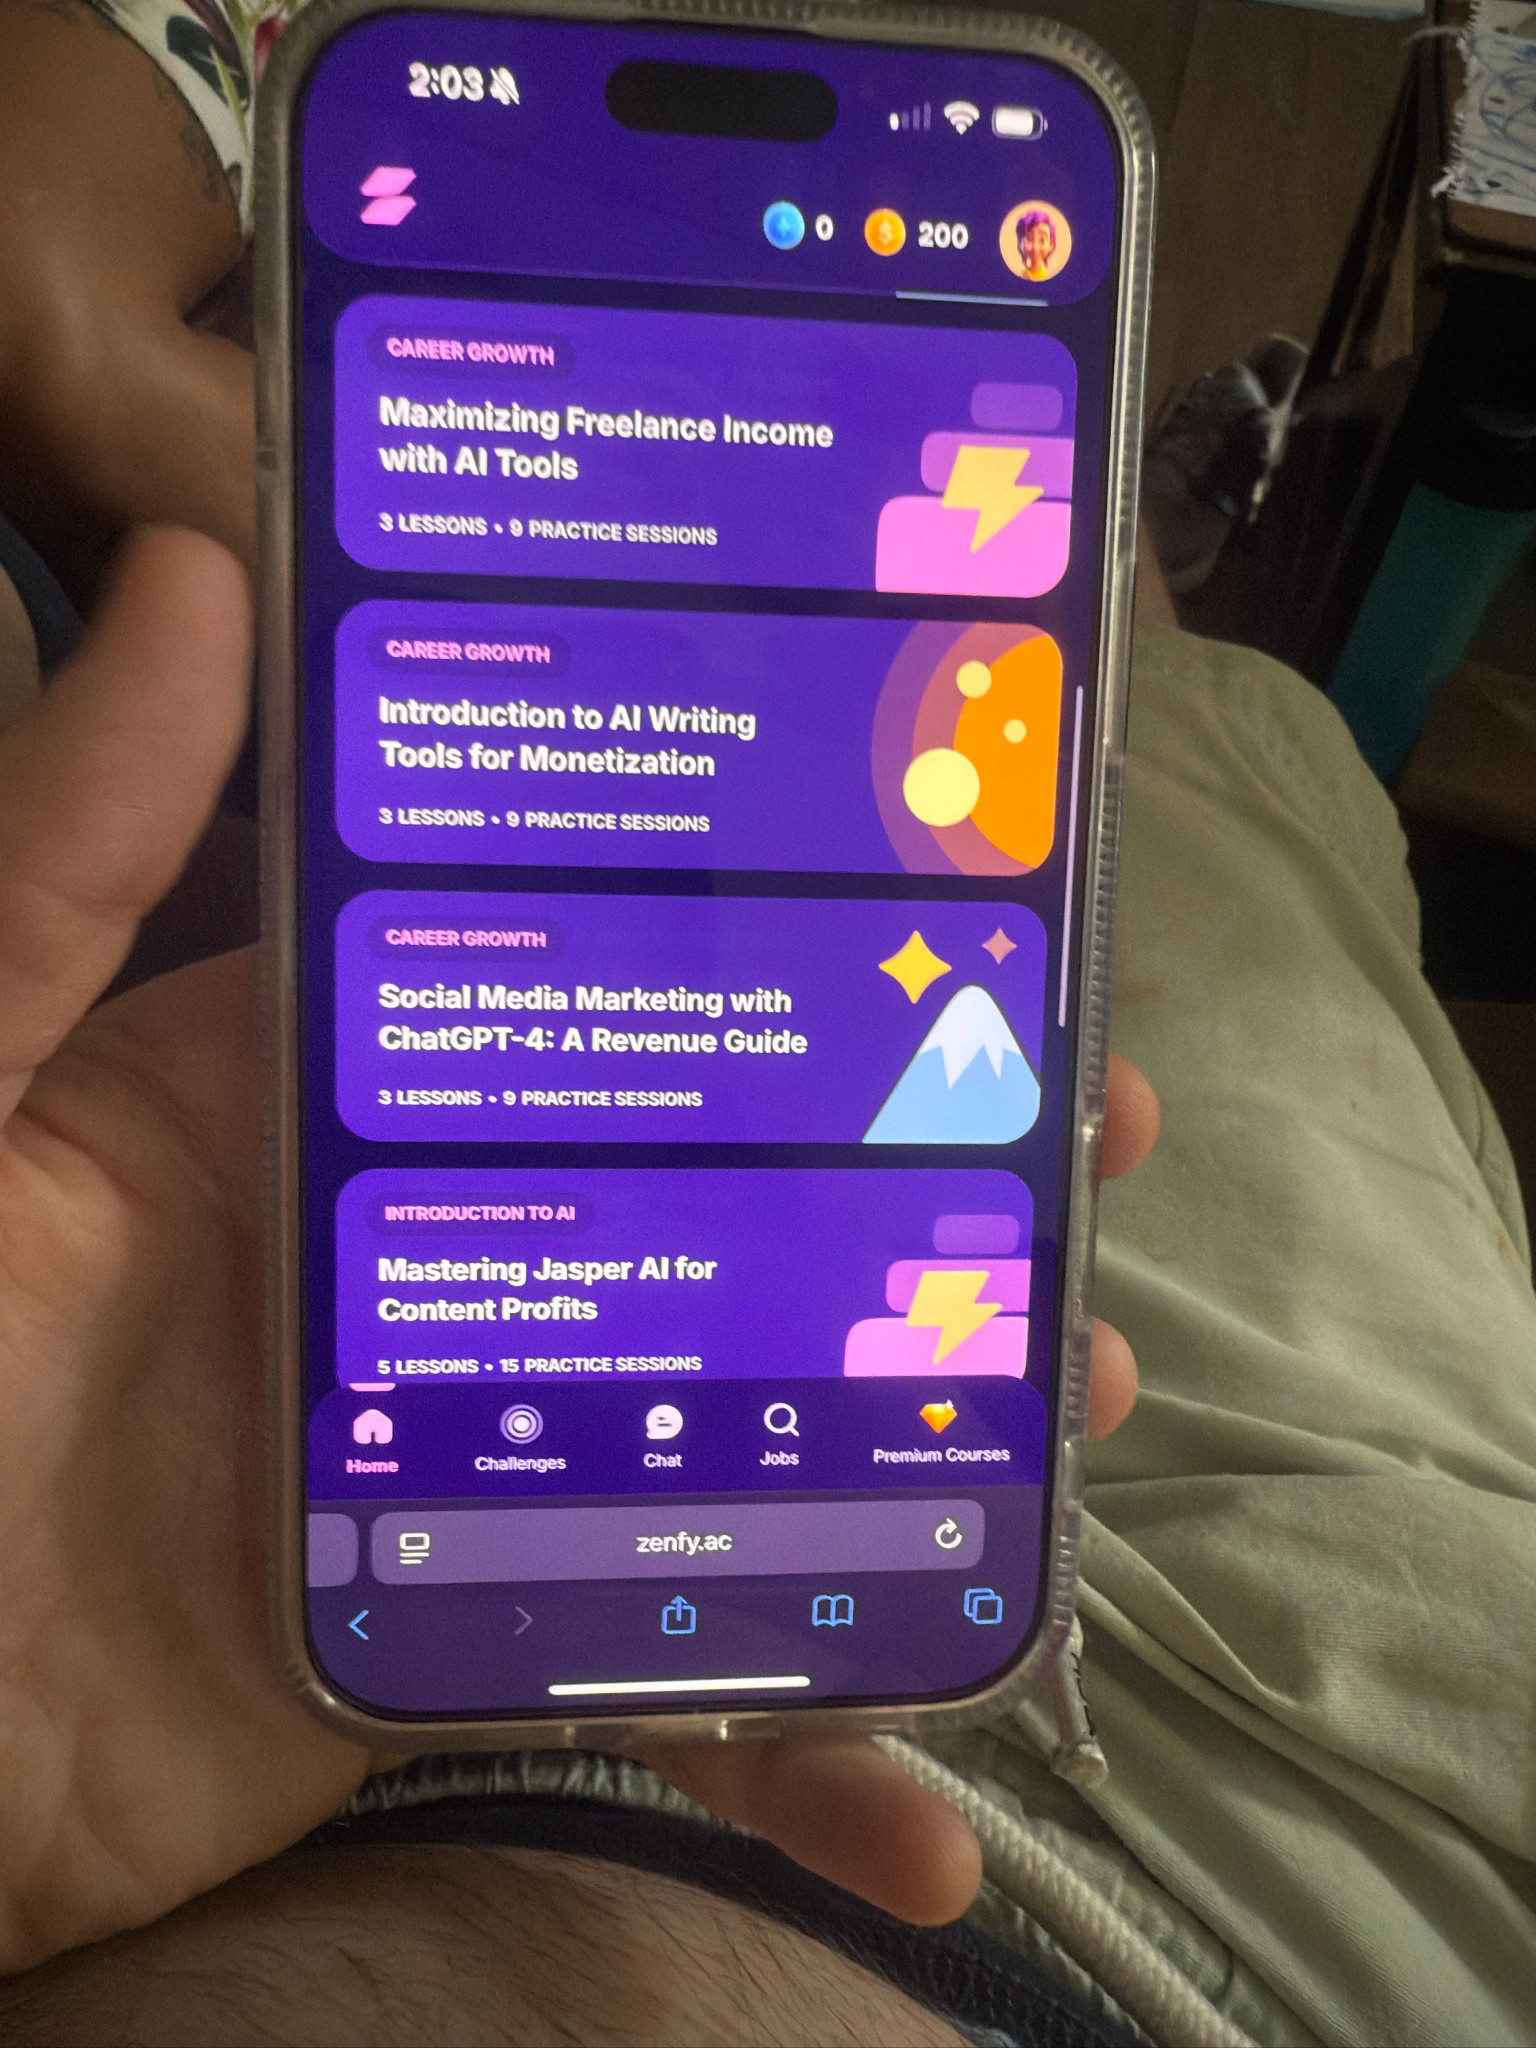 2:03
0
200
CAREER GROWTH
Maximizing Freelance Income
with AI Tools
3 LESSONS • 9 PRACTICE SESSIONS
CAREER GROWTH
Introduction to AI Writing
Tools for Monetization
3 LESSONS • 9 PRACTICE SESSIONS
CAREER GROWTH
Social Media Marketing with
ChatGPT-4: A Revenue Guide
3 LESSONS • 9 PRACTICE SESSIONS
INTRODUCTION TO AI
Mastering Jasper AI for
Content Profits
5 LESSONS • 15 PRACTICE SESSIONS
Home
Challenges
Chat
Jobs
Premium Courses
zenfy.ac